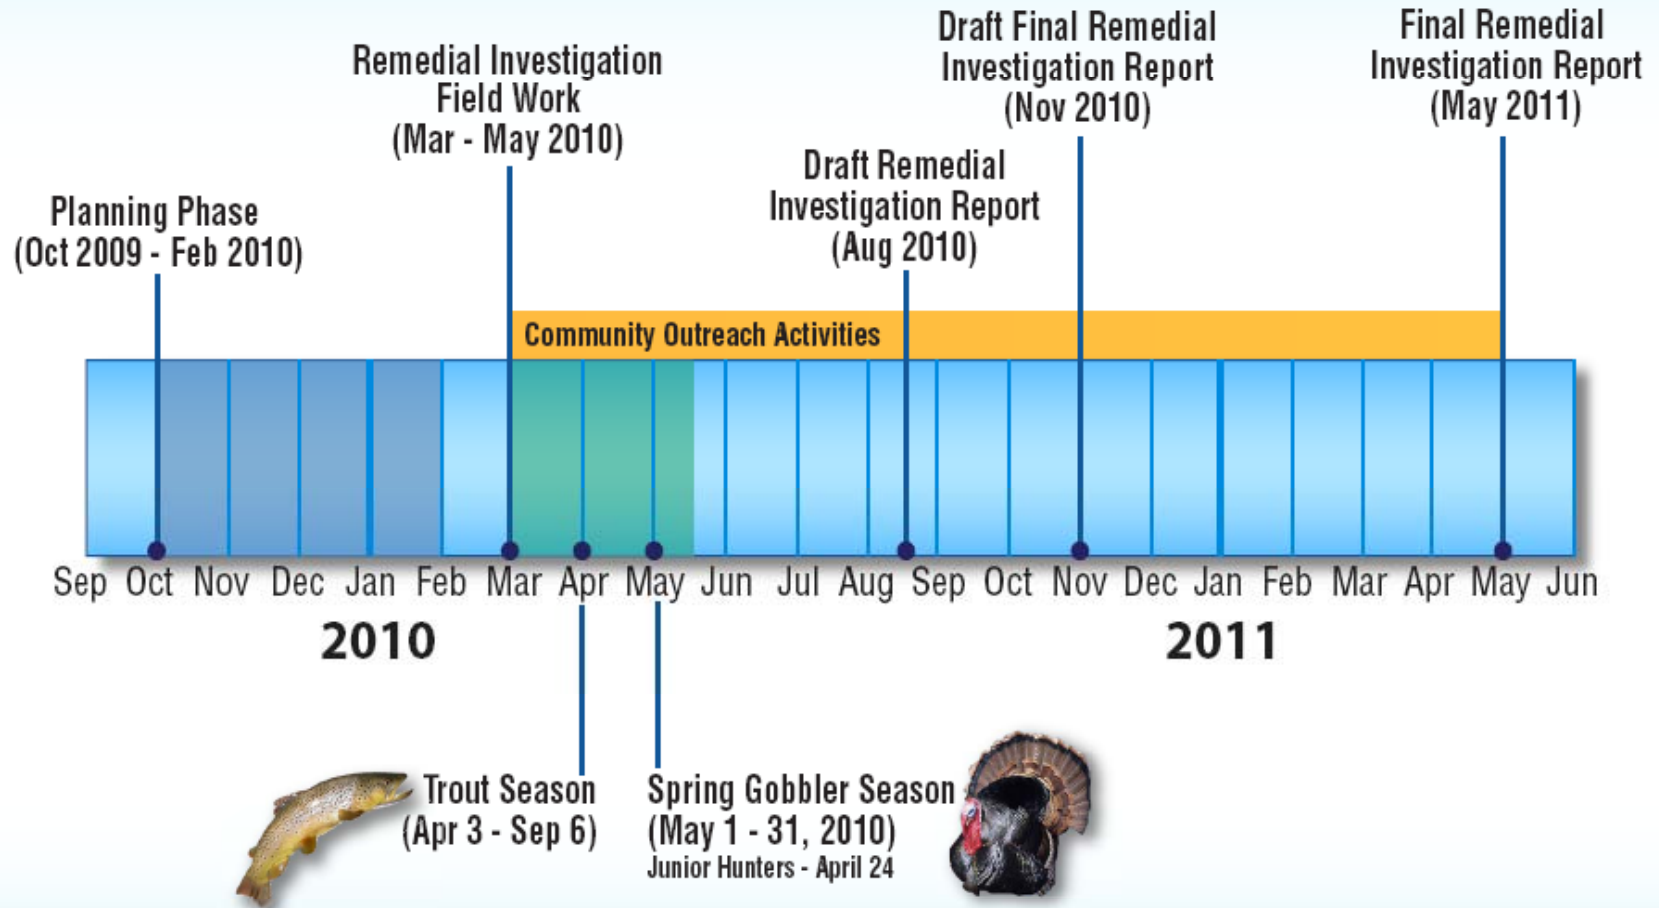 Planning Phase
(Oct 2009 - Feb 2010)
Remedial Investigation
Field Work
(Mar - May 2010)
Draft Remedial
Investigation Report
(Aug 2010)
Draft Final Remedial
Investigation Report
(Nov 2010)
Final Remedial
Investigation Report
(May 2011)
Community Outreach Activities
Sep Oct Nov Dec Jan Feb Mar Apr May Jun Jul Aug Sep Oct Nov Dec Jan Feb Mar Apr May Jun
2010 2011
Trout Season
(Apr 3 - Sep 6)
Spring Gobbler Season
(May 1 - 31, 2010)
Junior Hunters - April 24